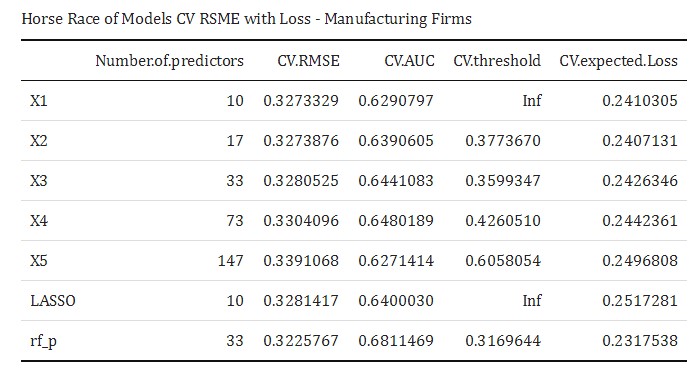 Horse Race of Models CV RSME with Loss - Manufacturing Firms
Number.of.predictors CV.RMSE CV.AUC CV.threshold CV.expected.Loss
X1 10 0.3273329 0.6290797 Inf 0.2410305
X2 17 0.3273876 0.6390605 0.3773670 0.2407131
X3 33 0.3280525 0.6441083 0.3599347 0.2426346
X4 73 0.3304096 0.6480189 0.4260510 0.2442361
X5 147 0.3391068 0.6271414 0.6058054 0.2496808
LASSO 10 0.3281417 0.6400030 Inf 0.2517281
rf_p 33 0.3225767 0.6811469 0.3169644 0.2317538